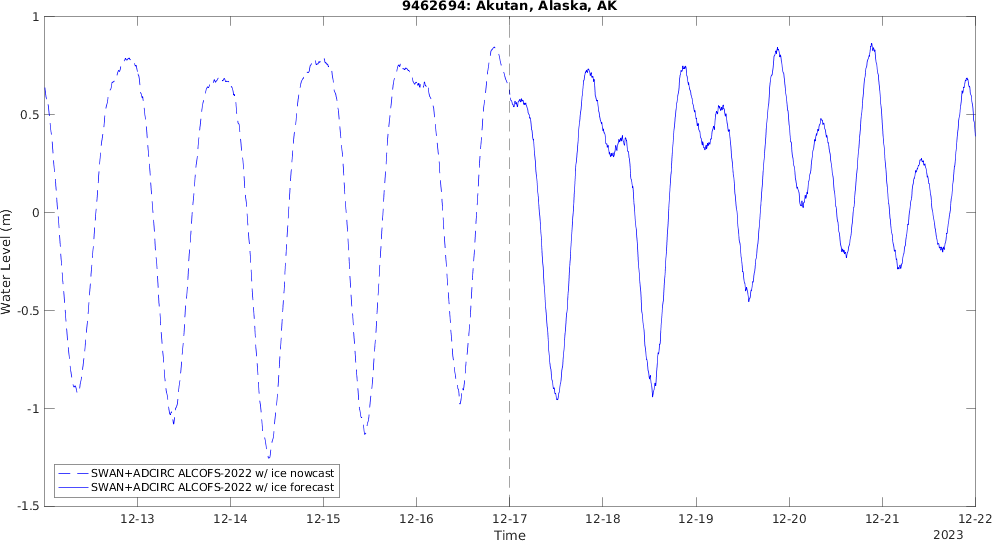 9462694: Akutan, Alaska, AK
Water Level (m)
1
0.5
0
-0.5
-1
-1.5
SWAN+ADCIRC ALCOFS-2022 w/ ice nowcast
SWAN+ADCIRC ALCOFS-2022 w/ ice forecast
12-13 12-14 12-15 12-16 12-17 12-18 12-19 12-20 12-21 12-22
Time
2023